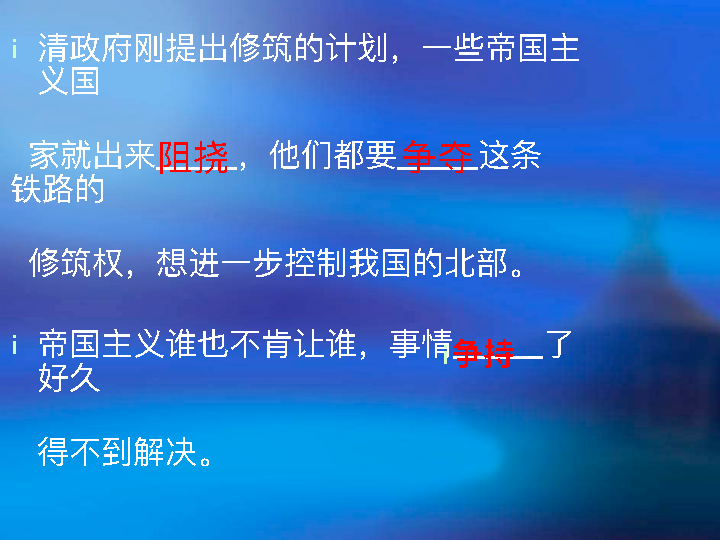 i 清政府刚提出修筑的计划，一些帝国主
义国
家就出来阻挠，他们都要争夺这条
铁路的
修筑权，想进一步控制我国的北部。
i 帝国主义谁也不肯让谁，事情争持了
好久
得不到解决。